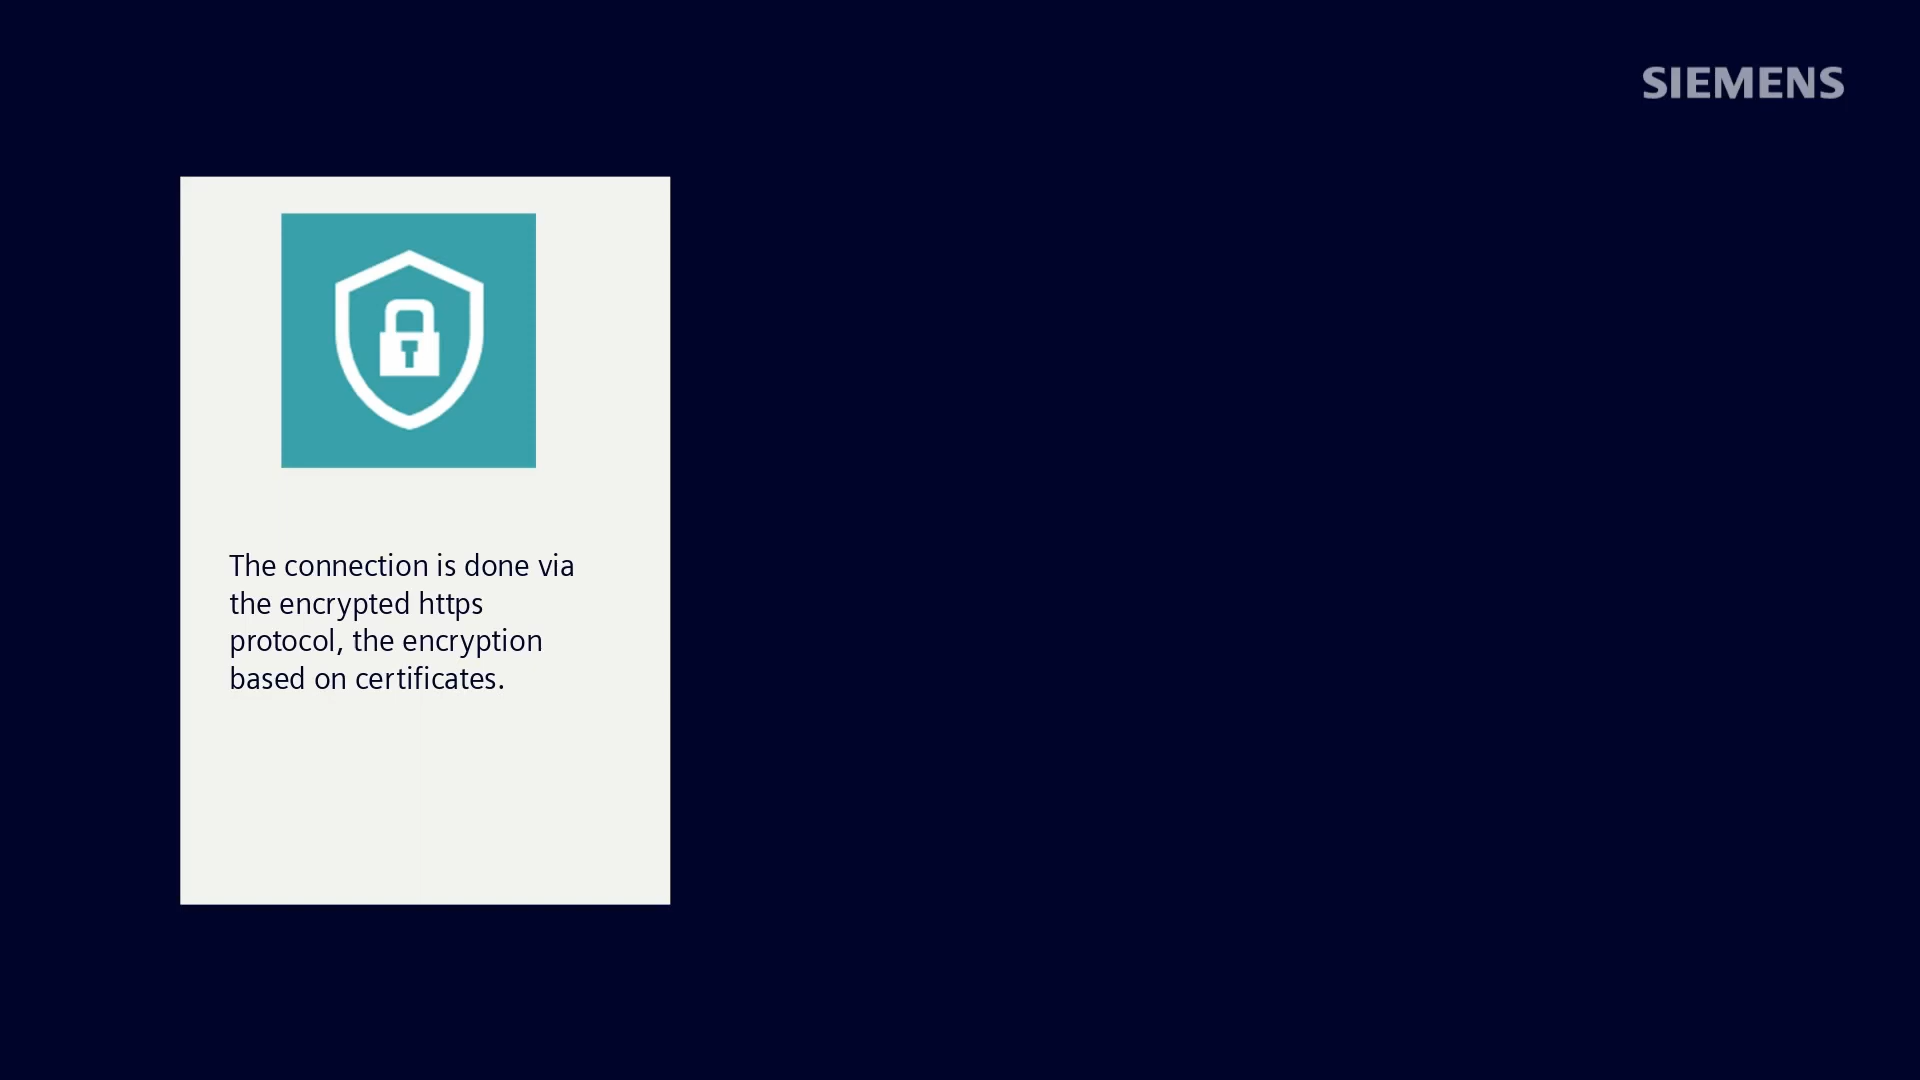 SIEMENS
The connection is done via
the encrypted https
protocol, the encryption
based on certificates.